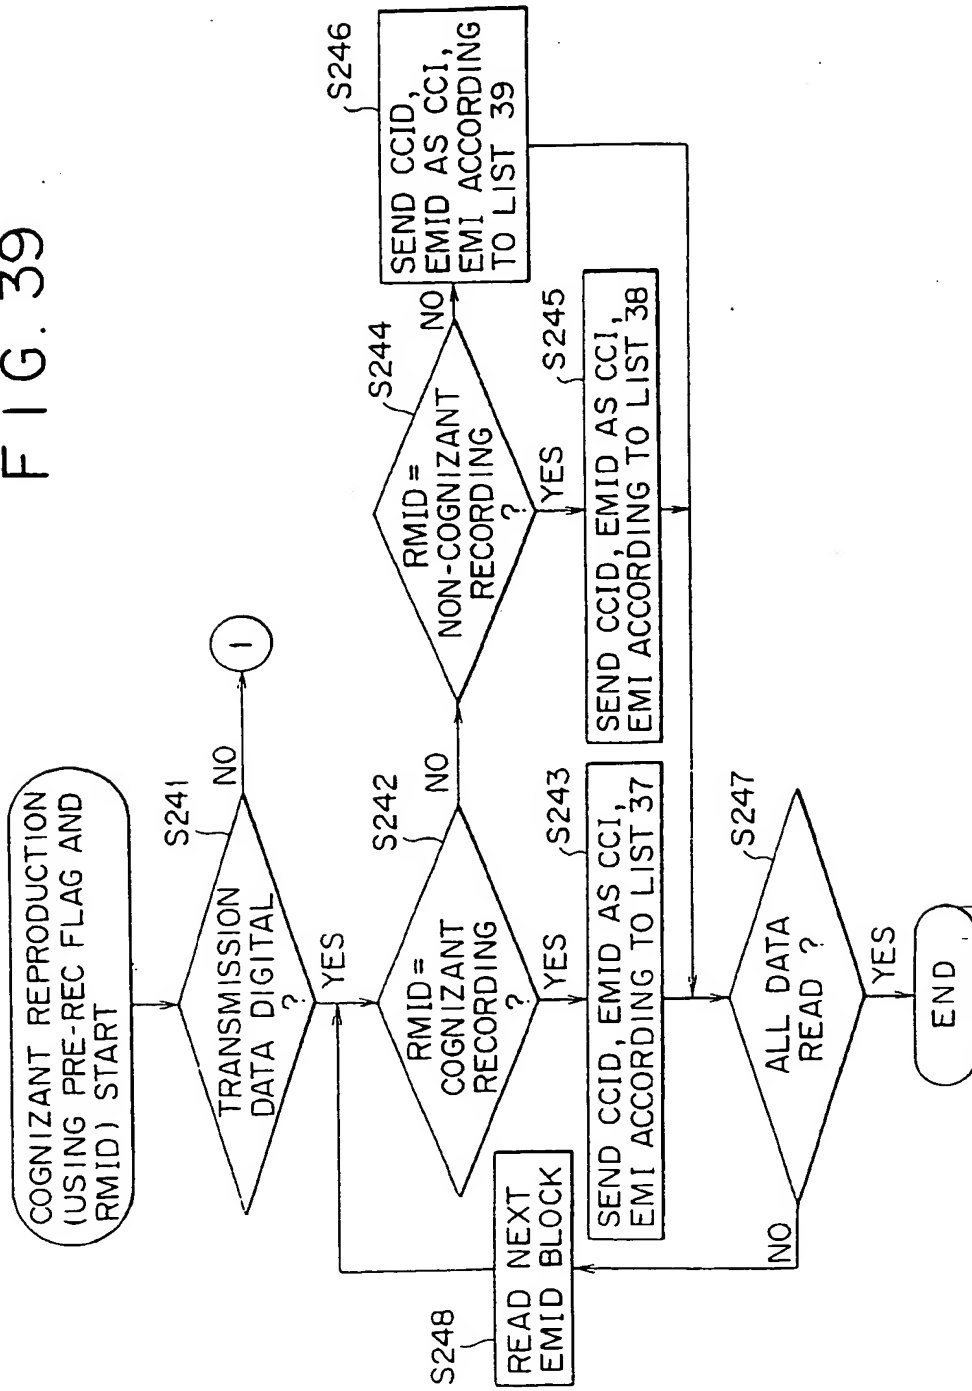 FIG. 39
COGNIZANT REPRODUCTION
(USING PRE-REC FLAG AND
RMID) START
S241
TRANSMISSION
DATA DIGITAL
?
NO
1
YES
S242
RMID=
COGNIZANT
RECORDING
?
NO
YES
S244
RMID=
NON-COGNIZANT
RECORDING
?
NO
YES
S246
SEND CCID,
EMID AS CCI,
EMI ACCORDING
TO LIST 39
S243
SEND CCID, EMID AS CCI,
EMI ACCORDING TO LIST 37
S245
SEND CCID, EMID AS CCI,
EMI ACCORDING TO LIST 38
S247
ALL DATA
READ ?
NO
YES
S248
READ NEXT
EMID BLOCK
END